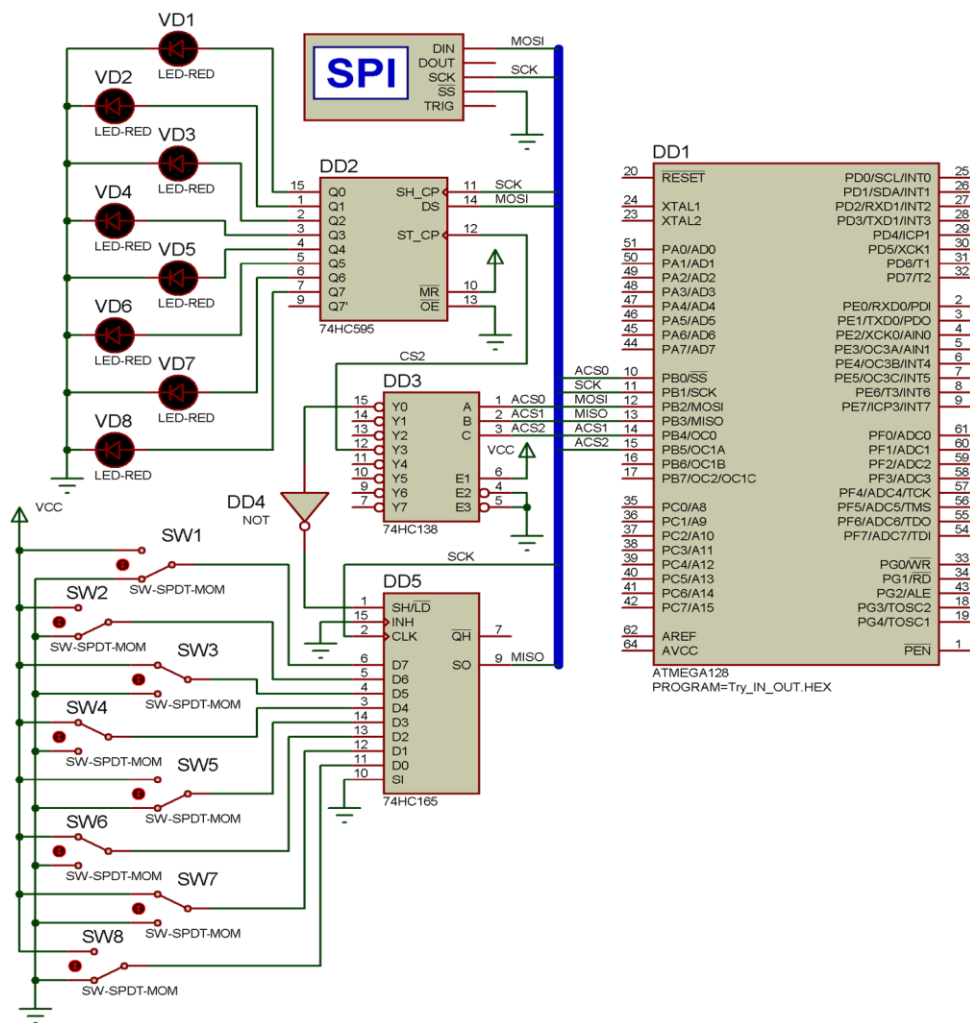 VD1
LED-RED
VD2
LED-RED
VD3
LED-RED
VD4
LED-RED
VD5
LED-RED
VD6
LED-RED
VD7
LED-RED
VD8
LED-RED
SPI
DIN MOSI
DOUT
SCK SCK
SS
TRIG
DD2
15 Q0 SH_CP 11 SCK
1 Q1 DS 14 MOSI
2 Q2
3 Q3 ST_CP 12
4 Q4
5 Q5
6 Q6
7 Q7 MR 10
9 Q7' OE 13
74HC595
CS2
DD3
15 Y0 A 1 ACS0
14 Y1 B 2 ACS1
13 Y2 C 3 ACS2
12 Y3
11 Y4
10 Y5 E1 6 VCC
9 Y6 E2 4
7 Y7 E3 5
74HC138
DD4
NOT
SCK
DD5
1 SH/LD
15 INH QH 7
2 CLK
6 D7 SO 9 MISO
5 D6
4 D5
3 D4
14 D3
13 D2
12 D1
11 D0
10 SI
74HC165
VCC
SW1
SW-SPDT-MOM
SW2
SW-SPDT-MOM
SW3
SW-SPDT-MOM
SW4
SW-SPDT-MOM
SW5
SW-SPDT-MOM
SW6
SW-SPDT-MOM
SW7
SW-SPDT-MOM
SW8
SW-SPDT-MOM
DD1
20 RESET PD0/SCL/INT0 25
PD1/SDA/INT1 26
24 XTAL1 PD2/RXD1/INT2 27
23 XTAL2 PD3/TXD1/INT3 28
PD4/ICP1 29
51 PA0/AD0 PD5/XCK1 30
50 PA1/AD1 PD6/T1 31
49 PA2/AD2 PD7/T2 32
48 PA3/AD3
47 PA4/AD4 PE0/RXD0/PDI 2
46 PA5/AD5 PE1/TXD0/PDO 3
45 PA6/AD6 PE2/XCK0/AIN0 4
44 PA7/AD7 PE3/OC3A/AIN1 5
PE4/OC3B/INT4 6
ACS0 10 PB0/SS PE5/OC3C/INT5 7
SCK 11 PB1/SCK PE6/T3/INT6 8
MOSI 12 PB2/MOSI PE7/ICP3/INT7 9
MISO 13 PB3/MISO
ACS1 14 PB4/OC0 PF0/ADC0 61
ACS2 15 PB5/OC1A PF1/ADC1 60
16 PB6/OC1B PF2/ADC2 59
17 PB7/OC2/OC1C PF3/ADC3 58
PF4/ADC4/TCK 57
35 PC0/A8 PF5/ADC5/TMS 56
36 PC1/A9 PF6/ADC6/TDO 55
37 PC2/A10 PF7/ADC7/TDI 54
38 PC3/A11
39 PC4/A12 PG0/WR 33
40 PC5/A13 PG1/RD 34
41 PC6/A14 PG2/ALE 43
42 PC7/A15 PG3/TOSC2 18
PG4/TOSC1 19
62 AREF
64 AVCC PEN 1
ATMEGA128
PROGRAM=Try_IN_OUT.HEX